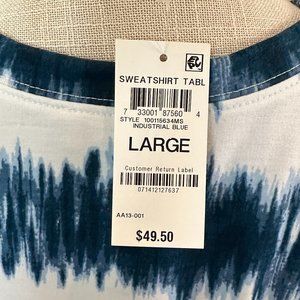 SWEATSHIRT TABL
7 33001 87560 4
STYLE 100115634MS
INDUSTRIAL BLUE
LARGE
Customer Return Label
071412127637
AA13-001
$49.50